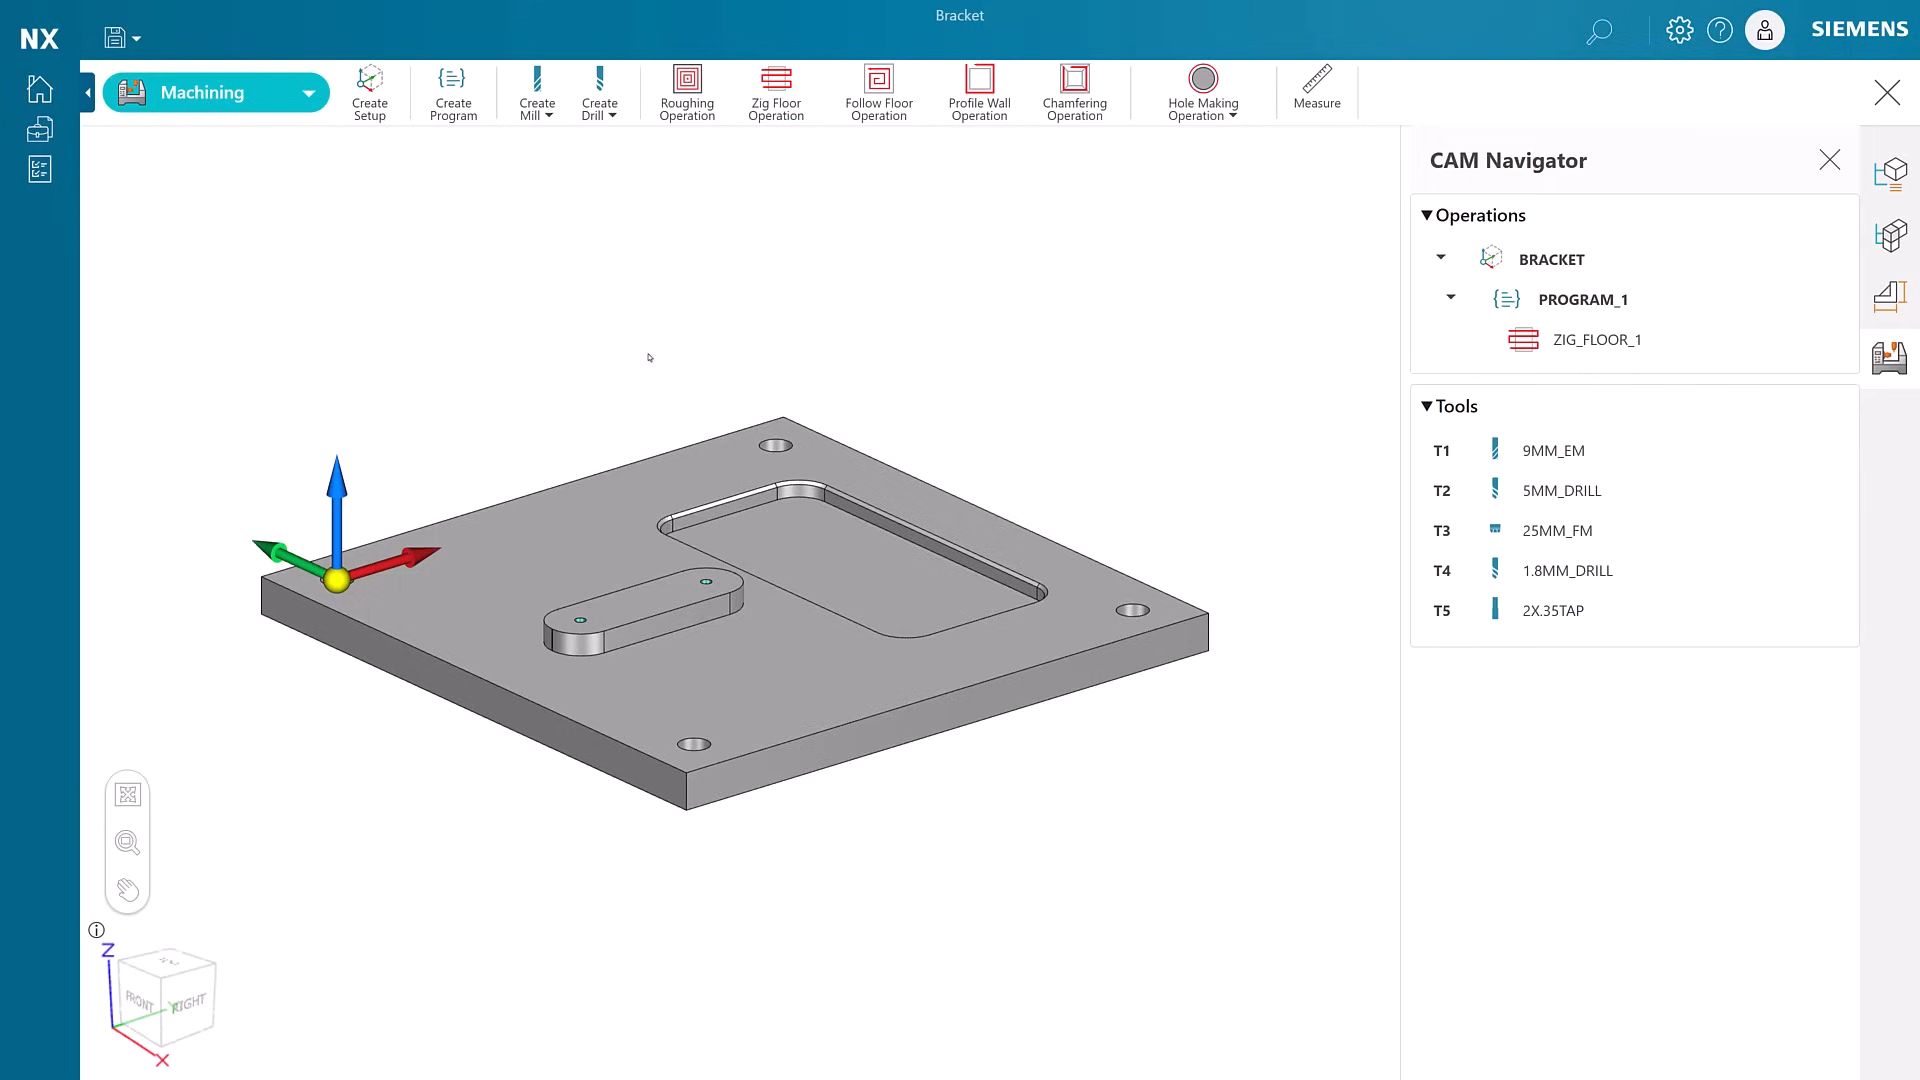 Bracket
NX
SIEMENS
Machining
Create
Setup
Create
Program
Create
Mill
Create
Drill
Roughing
Operation
Zig Floor
Operation
Follow Floor
Operation
Profile Wall
Operation
Chamfering
Operation
Hole Making
Operation
Measure
CAM Navigator
Operations
BRACKET
PROGRAM_1
ZIG_FLOOR_1
Tools
T1 9MM_EM
T2 5MM_DRILL
T3 25MM_FM
T4 1.8MM_DRILL
T5 2X.35TAP
Z
FRONT
RIGHT
X